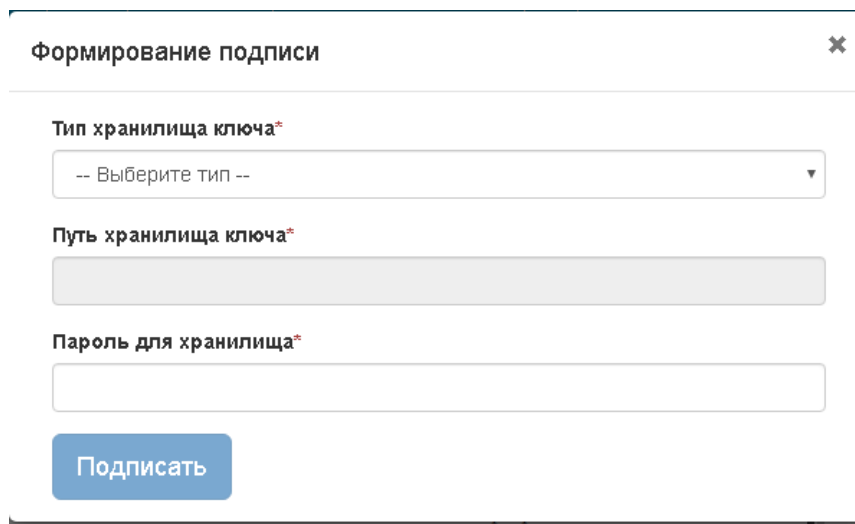 Формирование подписи
Тип хранилища ключа*
-- Выберите тип --
Путь хранилища ключа*
Пароль для хранилища*
Подписать